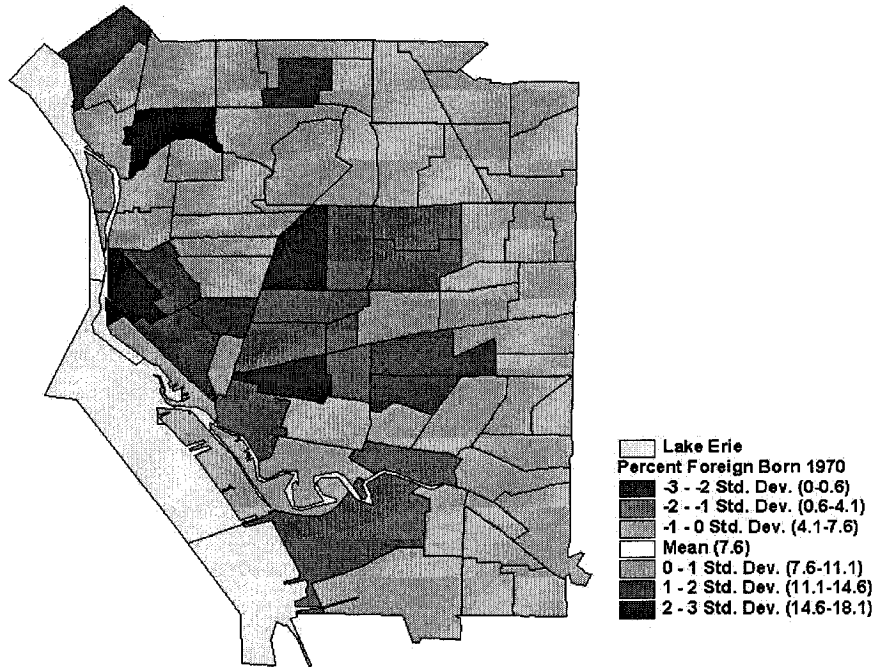 Lake Erie
Percent Foreign Born 1970
-3 - -2 Std. Dev. (0-0.6)
-2 - -1 Std. Dev. (0.6-4.1)
-1 - 0 Std. Dev. (4.1-7.6)
Mean (7.6)
0 - 1 Std. Dev. (7.6-11.1)
1 - 2 Std. Dev. (11.1-14.6)
2 - 3 Std. Dev. (14.6-18.1)